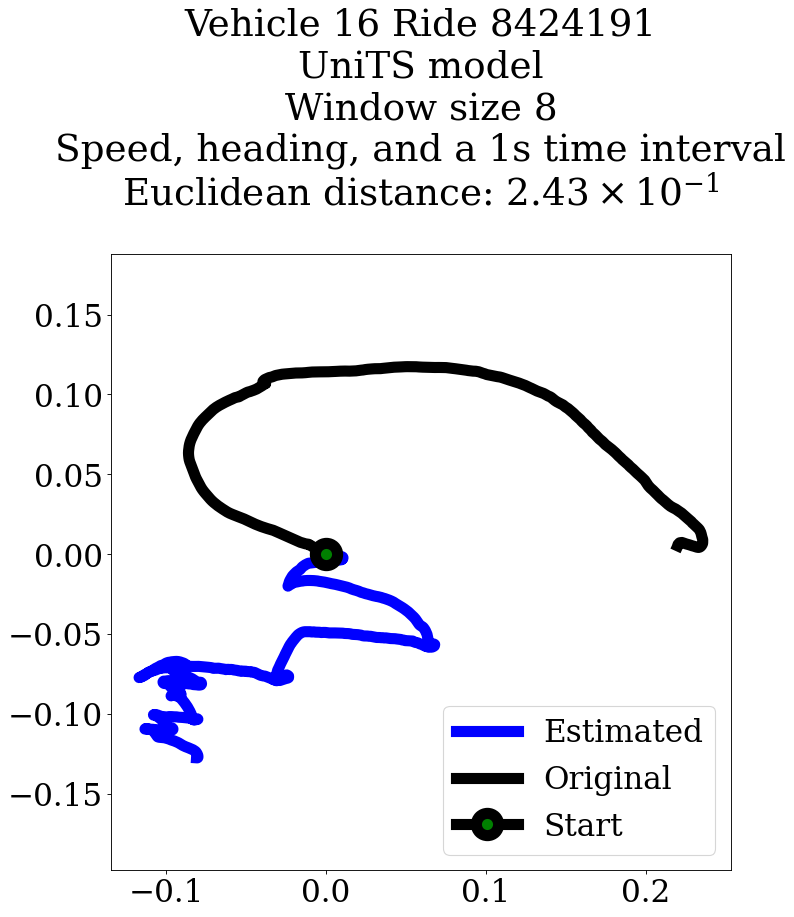 Vehicle 16 Ride 8424191
UniTS model
Window size 8
Speed, heading, and a 1s time interval
Euclidean distance: 2.43 × 10⁻¹
0.15
0.10
0.05
0.00
−0.05
−0.10
−0.15
Estimated
Original
Start
−0.1
0.0
0.1
0.2